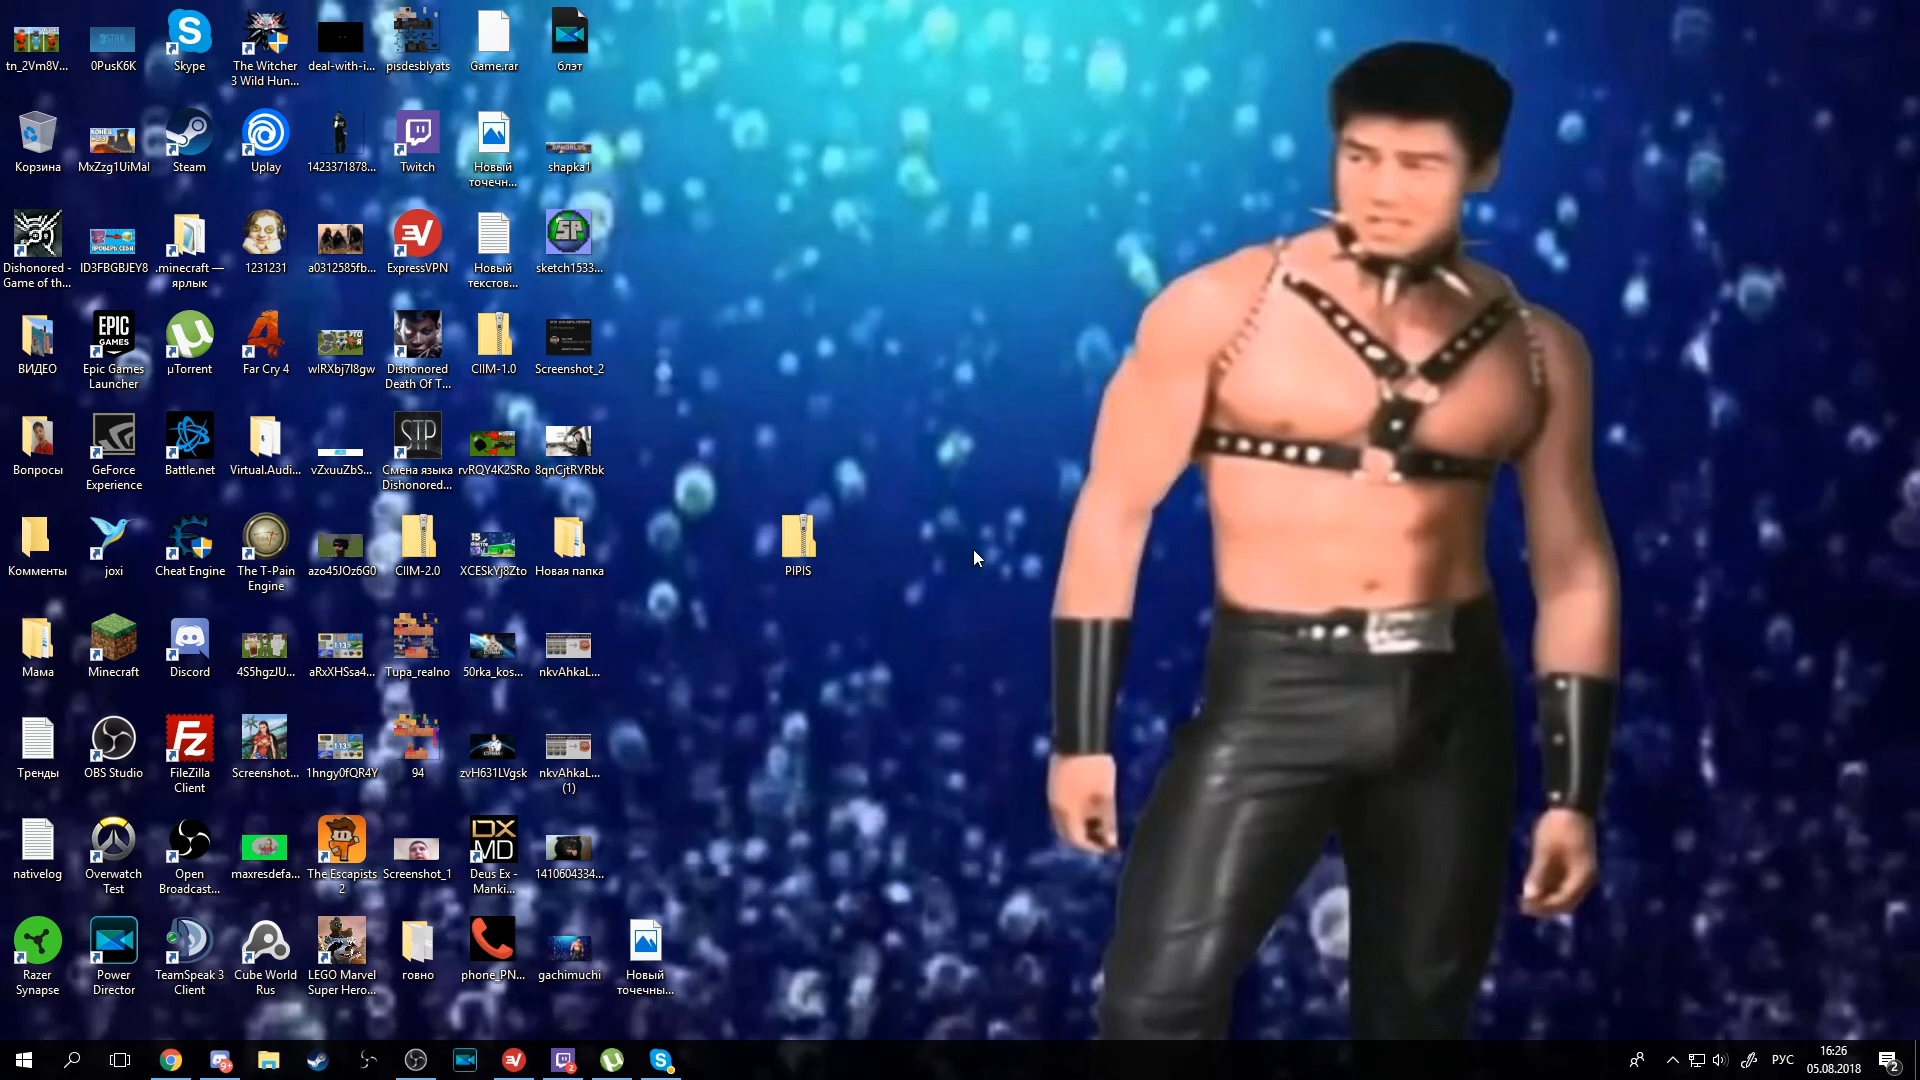 tn_2Vm8V...
0PusK6K
Skype
The Witcher
3 Wild Hun...
deal-with-i...
pisdesblyats
Game.rar
блэт
Корзина
MxZzg1UiMaI
Steam
Uplay
1423371878...
Twitch
Новый
точечн...
shapka1
Dishonored -
Game of th...
ID3FBGBJEY8
.minecraft —
ярлык
1231231
a0312585fb...
ExpressVPN
Новый
текстов...
sketch1533...
ВИДЕО
EPIC
GAMES
Epic Games
Launcher
µTorrent
Far Cry 4
wlRXbj7l8gw
Dishonored
Death Of T...
CIIM-1.0
Screenshot_2
Вопросы
GeForce
Experience
Battle.net
Virtual.Audi...
vZxuuZbS...
STP
Смена языка
Dishonored...
rvRQY4K2SRo
8qnCjtRYRbk
Комменты
joxi
Cheat Engine
The T-Pain
Engine
azo45JOz6G0
CIIM-2.0
XCESkYj8Zto
Новая папка
PIPIS
Мама
Minecraft
Discord
4S5hgzJU...
aRxXHSsa4...
Tupa_realno
50rka_kos...
nkvAhkaL...
Тренды
OBS Studio
FileZilla
Client
Screenshot...
1hngy0fQR4Y
94
zvH631LVgsk
nkvAhkaL...
(1)
nativelog
Overwatch
Test
Open
Broadcast...
maxresdefa...
The Escapists
2
Screenshot_1
DX
MD
Deus Ex -
Manki...
1410604334...
Razer
Synapse
Power
Director
TeamSpeak 3
Client
Cube World
Rus
LEGO Marvel
Super Hero...
говно
phone_PN...
gachimuchi
Новый
точечны...
РУС
16:26
05.08.2018
2